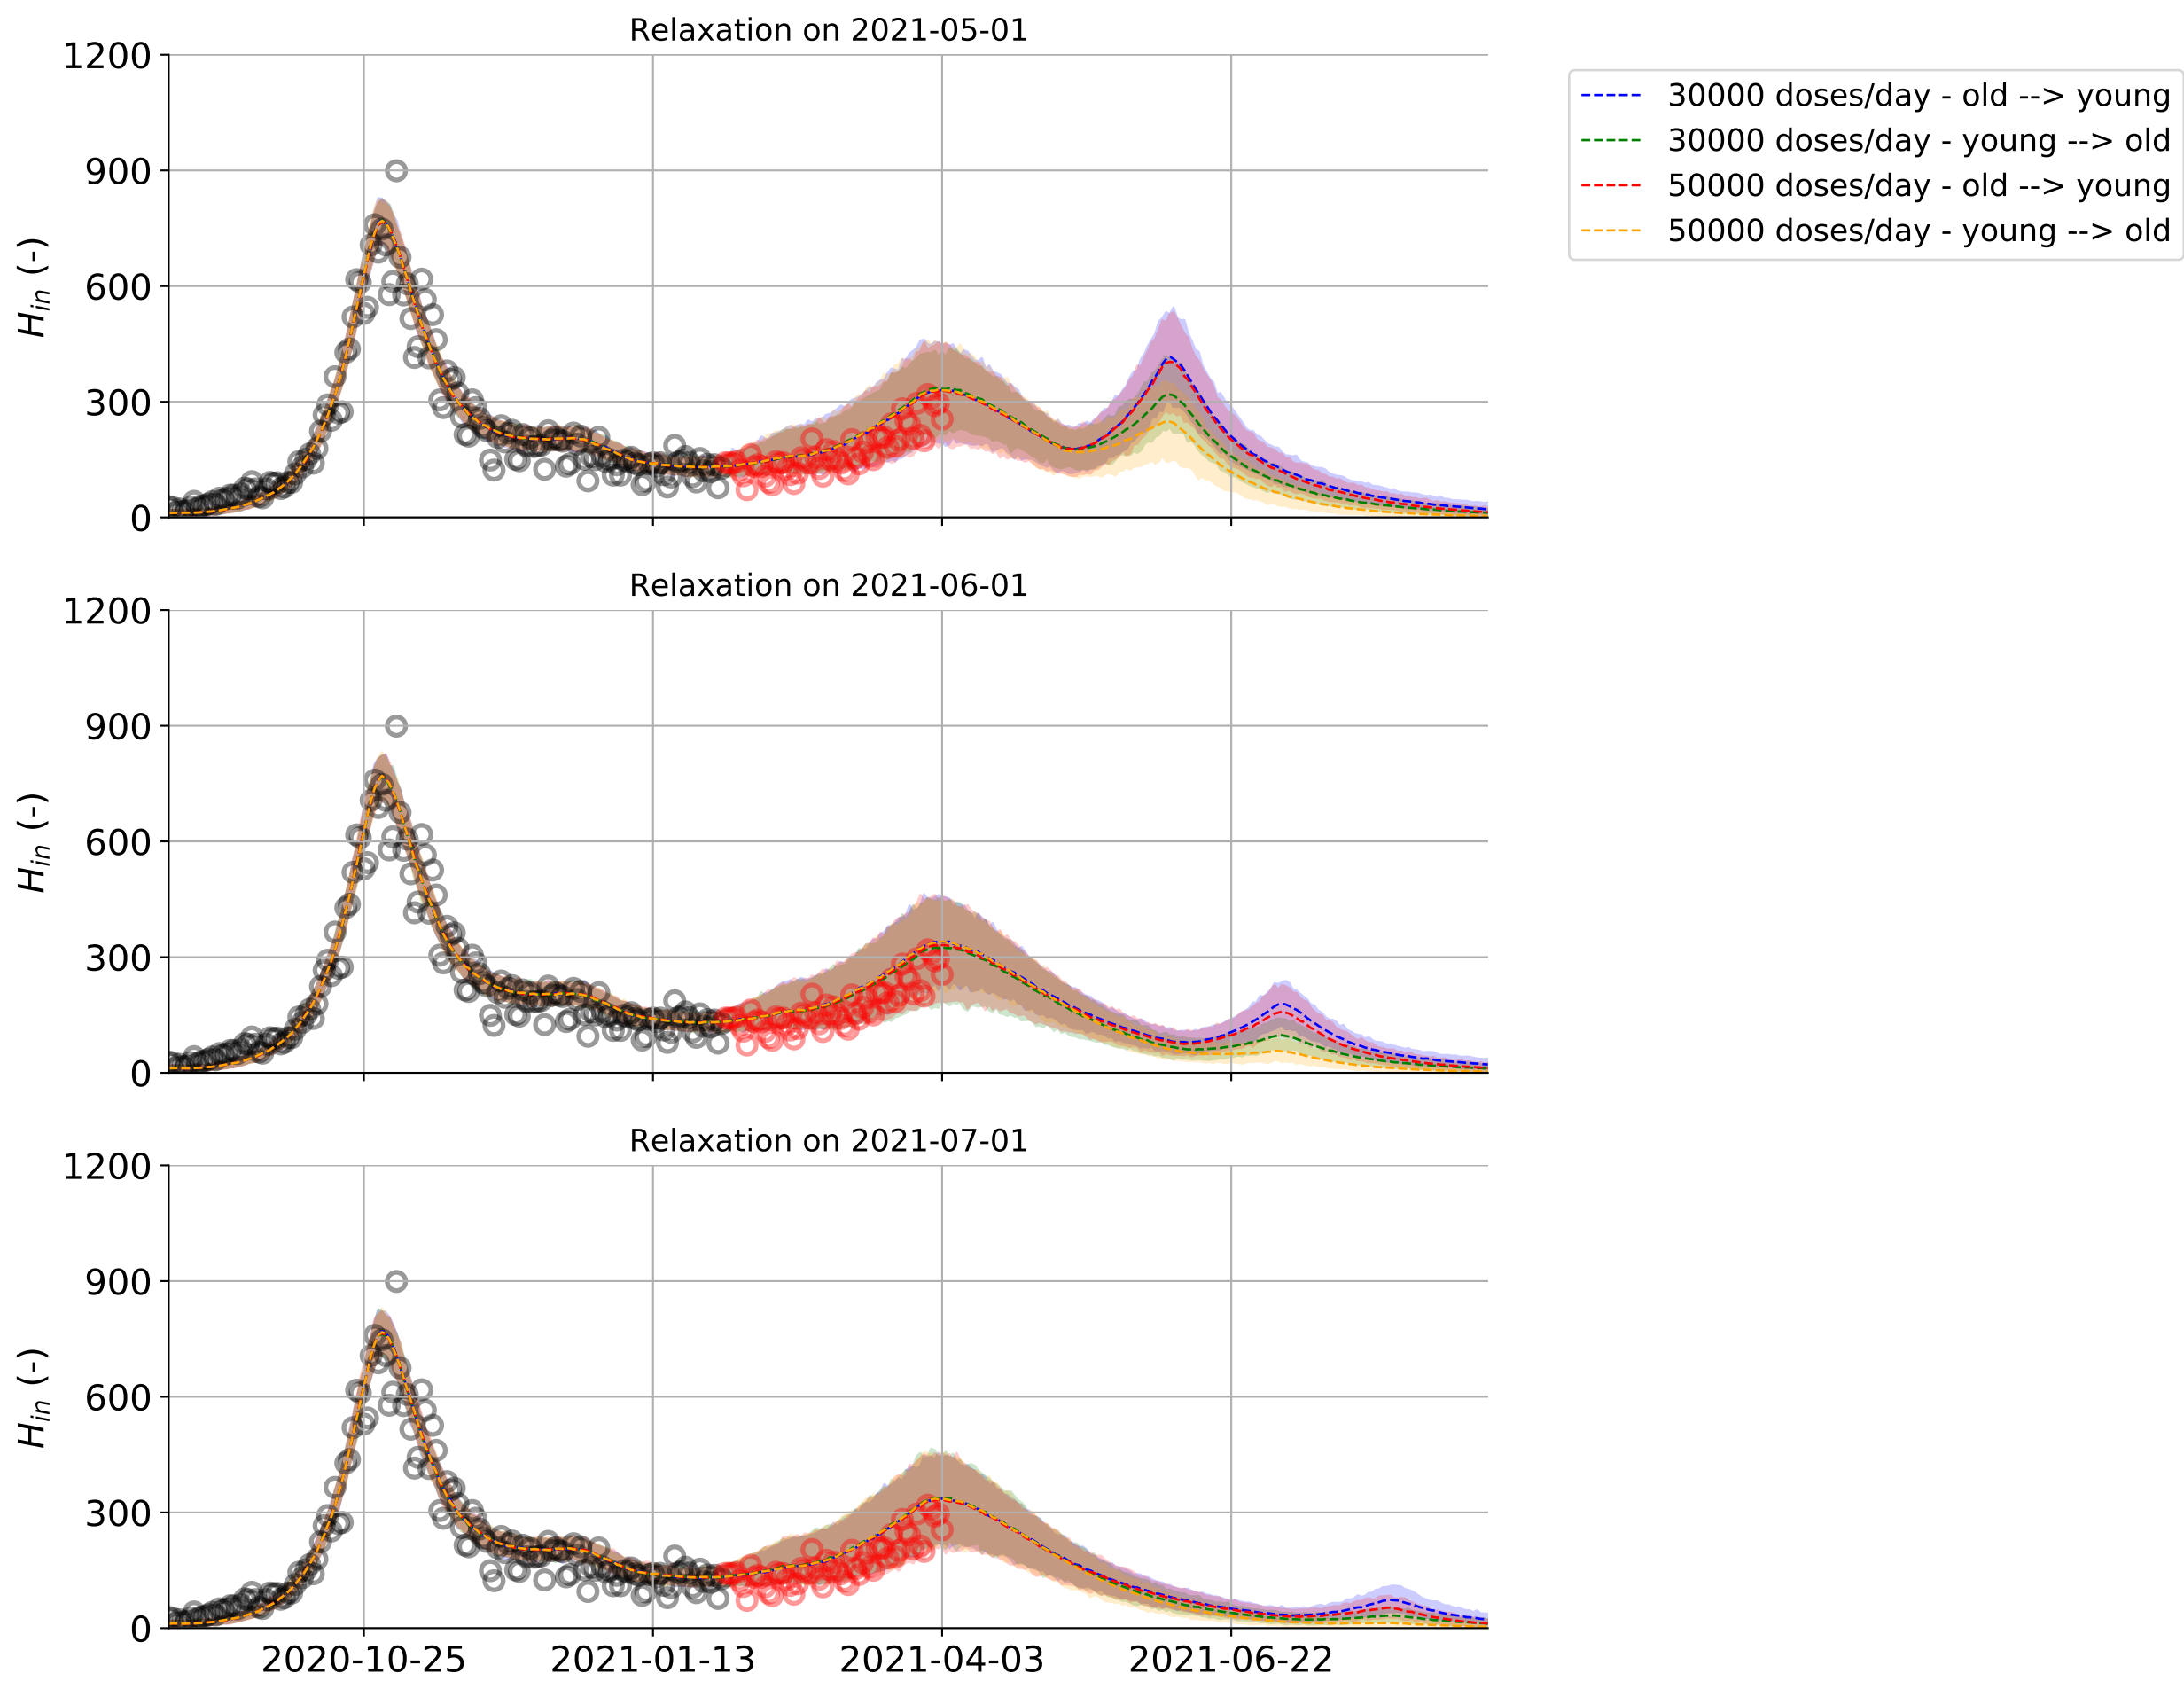 Relaxation on 2021-05-01
1200
900
600
300
0
H_in (-)
30000 doses/day - old --> young
30000 doses/day - young --> old
50000 doses/day - old --> young
50000 doses/day - young --> old
Relaxation on 2021-06-01
1200
900
600
300
0
H_in (-)
Relaxation on 2021-07-01
1200
900
600
300
0
H_in (-)
2020-10-25 2021-01-13 2021-04-03 2021-06-22